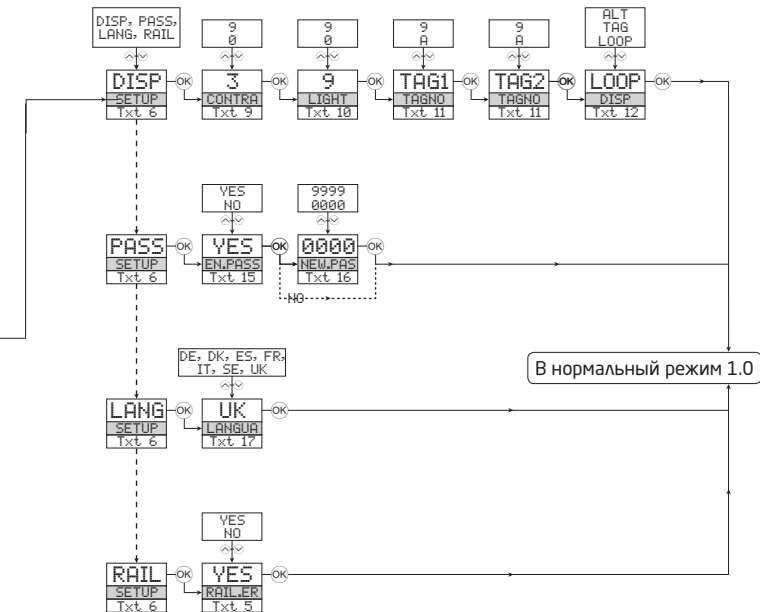 DISP, PASS,
LANG, RAIL
9
0
9
0
9
A
9
A
ALT
TAG
LOOP
DISP
SETUP
Txt 6
OK
3
CONTRA
Txt 9
OK
9
LIGHT
Txt 10
OK
TAG1
TAGNO
Txt 11
OK
TAG2
TAGNO
Txt 11
OK
LOOP
DISP
Txt 12
OK
YES
NO
9999
0000
PASS
SETUP
Txt 6
OK
YES
EN.PASS
Txt 15
OK
0000
NEW.PAS
Txt 16
OK
NO
В нормальный режим 1.0
DE, DK, ES, FR,
IT, SE, UK
LANG
SETUP
Txt 6
OK
UK
LANGUA
Txt 17
OK
YES
NO
RAIL
SETUP
Txt 6
OK
YES
RAIL.ER
Txt 5
OK